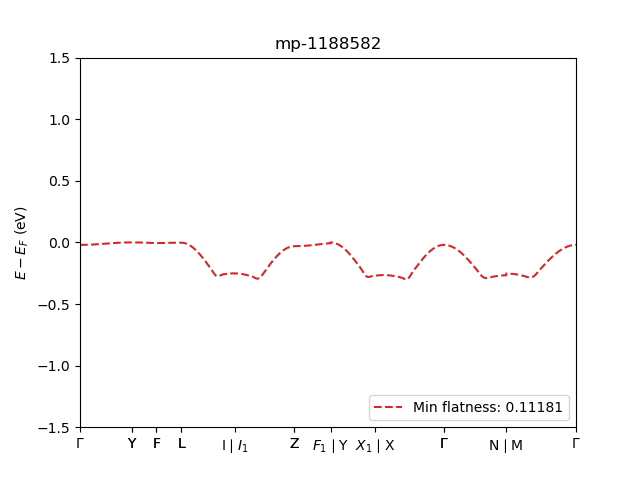 mp-1188582
E − E_F (eV)
1.5
1.0
0.5
0.0
−0.5
−1.0
−1.5
Min flatness: 0.11181
Γ Y F L I | I₁ Z F₁ | Y X₁ | X Γ N | M Γ